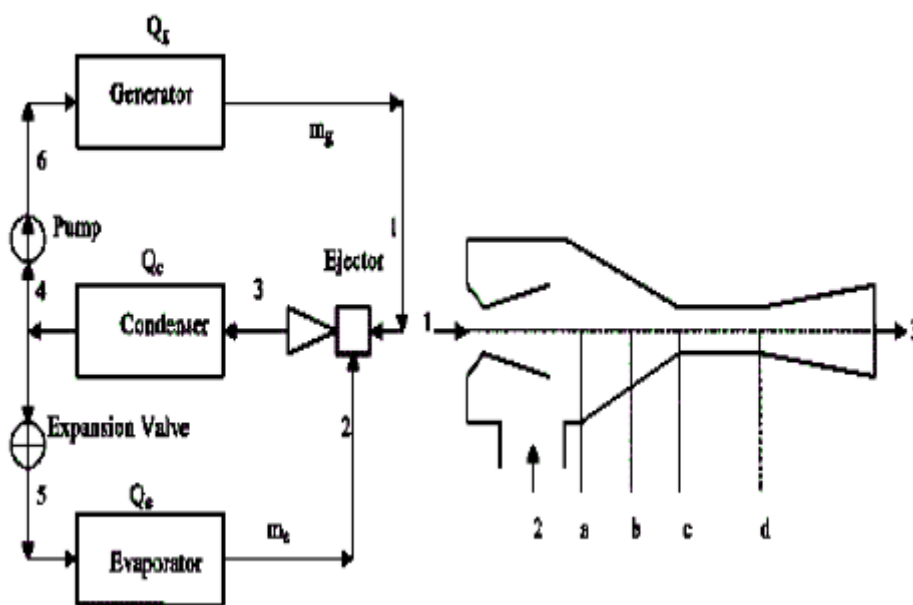 Qg
Generator
mg
6
1
Pump
Ejector
Qc
4
3
Condenser
1
3
Expansion Valve
2
5
Qe
me
Evaporator
2 a b c d